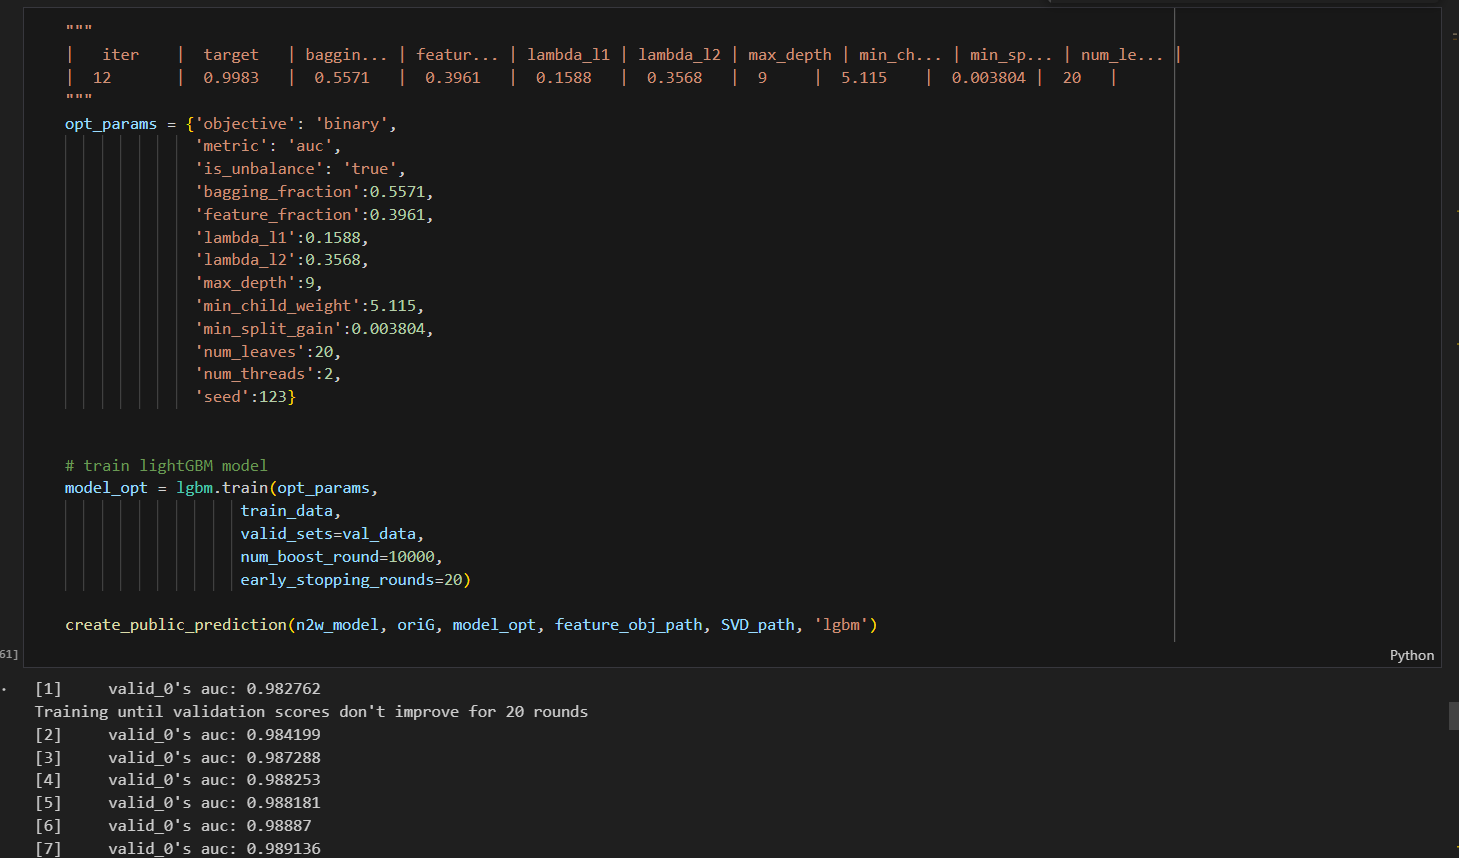 """
|   iter    |  target   | baggin... | featur... | lambda_l1 | lambda_l2 | max_depth | min_ch... | min_sp... | num_le... |
|  12       |  0.9983   |  0.5571   |  0.3961   |  0.1588   |  0.3568   |  9     |  5.115    |  0.003804 |  20   |
"""
opt_params = {'objective': 'binary',
'metric': 'auc',
'is_unbalance': 'true',
'bagging_fraction':0.5571,
'feature_fraction':0.3961,
'lambda_l1':0.1588,
'lambda_l2':0.3568,
'max_depth':9,
'min_child_weight':5.115,
'min_split_gain':0.003804,
'num_leaves':20,
'num_threads':2,
'seed':123}
# train lightGBM model
model_opt = lgbm.train(opt_params,
train_data,
valid_sets=val_data,
num_boost_round=10000,
early_stopping_rounds=20)
create_public_prediction(n2w_model, oriG, model_opt, feature_obj_path, SVD_path, 'lgbm')
61]
Python
[1]     valid_0's auc: 0.982762
Training until validation scores don't improve for 20 rounds
[2]     valid_0's auc: 0.984199
[3]     valid_0's auc: 0.987288
[4]     valid_0's auc: 0.988253
[5]     valid_0's auc: 0.988181
[6]     valid_0's auc: 0.98887
[7]     valid_0's auc: 0.989136